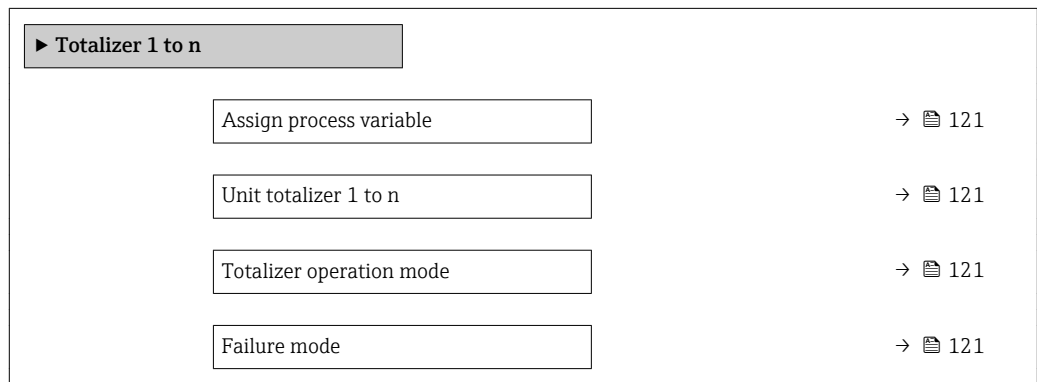 ▶ Totalizer 1 to n
Assign process variable → 🖹 121
Unit totalizer 1 to n → 🖹 121
Totalizer operation mode → 🖹 121
Failure mode → 🖹 121